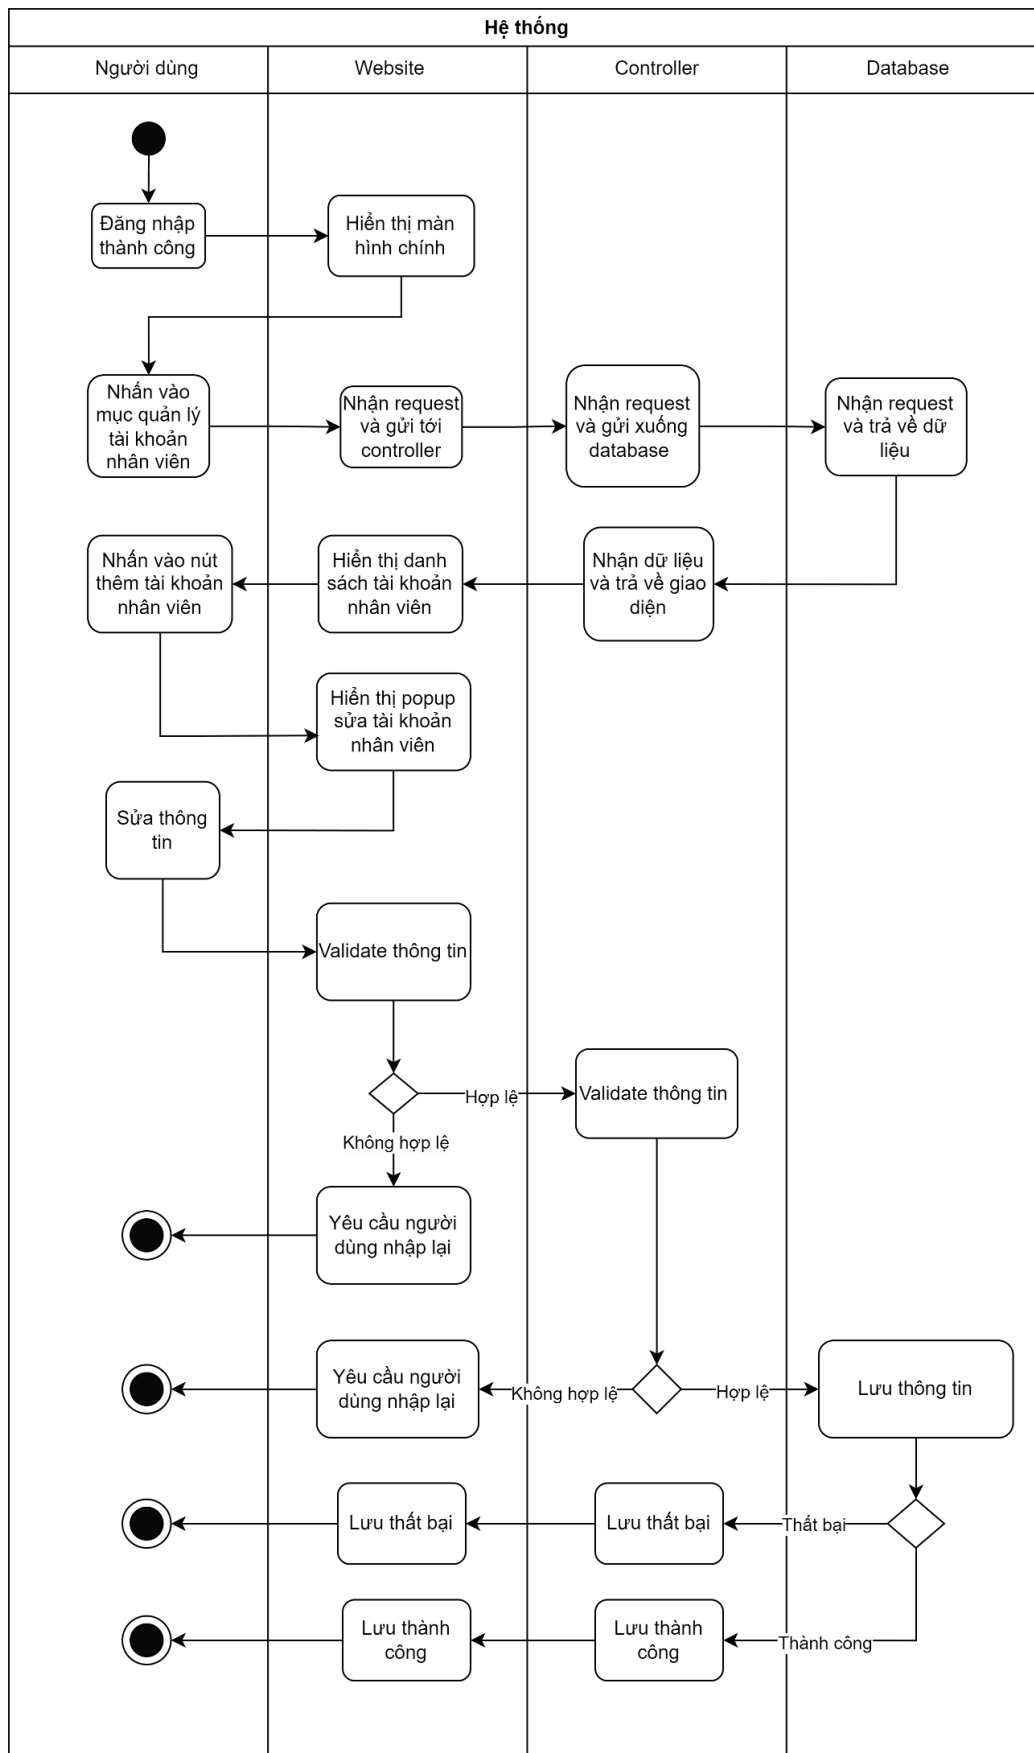 Hệ thống
Người dùng
Website
Controller
Database
Đăng nhập
thành công
Hiển thị màn
hình chính
Nhấn vào
mục quản lý
tài khoản
nhân viên
Nhận request
và gửi tới
controller
Nhận request
và gửi xuống
database
Nhận request
và trả về dữ
liệu
Nhấn vào nút
thêm tài khoản
nhân viên
Hiển thị danh
sách tài khoản
nhân viên
Nhận dữ liệu
và trả về giao
diện
Hiển thị popup
sửa tài khoản
nhân viên
Sửa thông
tin
Validate thông tin
Hợp lệ
Validate thông tin
Không hợp lệ
Yêu cầu người
dùng nhập lại
Yêu cầu người
dùng nhập lại
Không hợp lệ
Hợp lệ
Lưu thông tin
Lưu thất bại
Lưu thất bại
Thất bại
Lưu thành
công
Lưu thành
công
Thành công